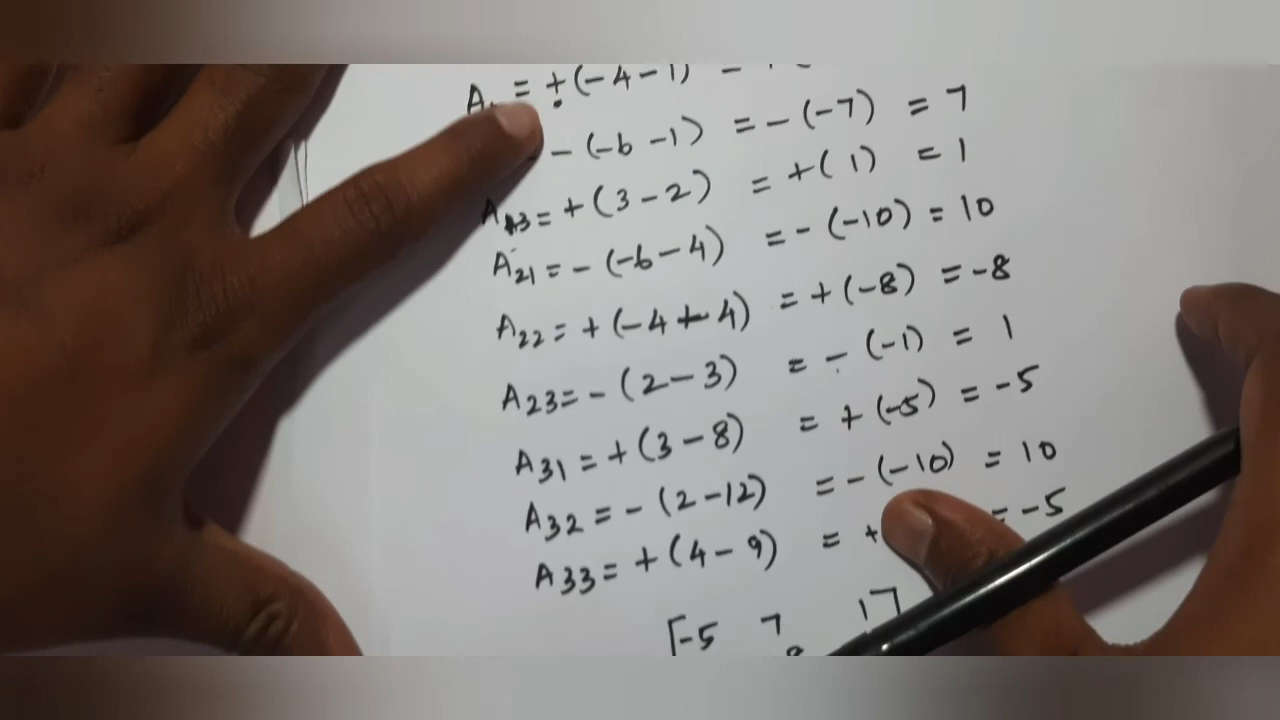 = +(-4-1) =
-(-6-1) = -(-7) = 7
A13= +(3-2) = +(1) = 1
A21= -(-6-4) = -(-10) = 10
A22= +(-4-4) = +(-8) = -8
A23= -(2-3) = -(-1) = 1
A31= +(3-8) = +(-5) = -5
A32= -(2-12) = -(-10) = 10
A33= +(4-9) = + = -5
[-5 7 1]